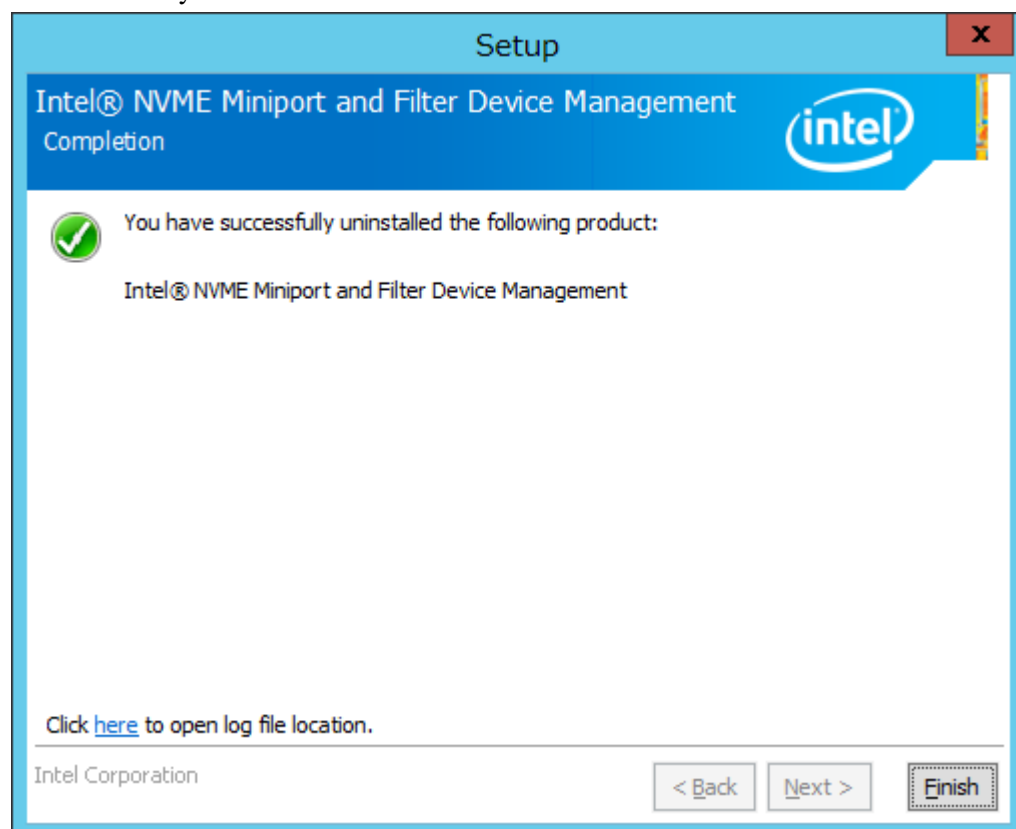 Setup
x
Intel® NVME Miniport and Filter Device Management
Completion
intel
You have successfully uninstalled the following product:
Intel® NVME Miniport and Filter Device Management
Click here to open log file location.
Intel Corporation
< Back
Next >
Finish